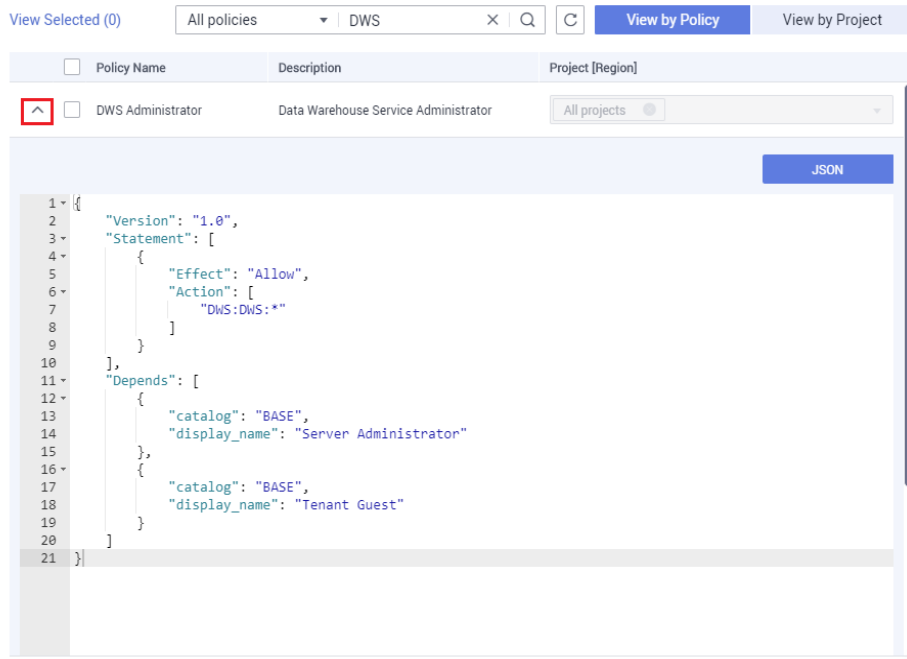 View Selected (0) All policies DWS View by Policy View by Project
Policy Name Description Project [Region]
DWS Administrator Data Warehouse Service Administrator All projects
JSON
1 {
2 "Version": "1.0",
3 "Statement": [
4 {
5 "Effect": "Allow",
6 "Action": [
7 "DWS:DWS:*"
8 ]
9 }
10 ],
11 "Depends": [
12 {
13 "catalog": "BASE",
14 "display_name": "Server Administrator"
15 },
16 {
17 "catalog": "BASE",
18 "display_name": "Tenant Guest"
19 }
20 ]
21 }